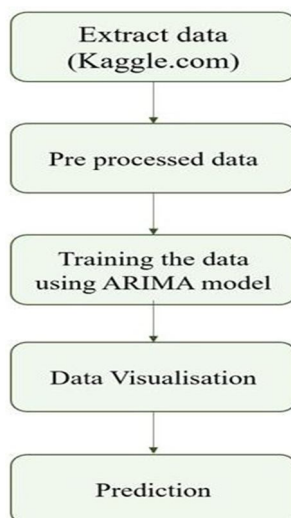 Extract data
(Kaggle.com)
Pre processed data
Training the data
using ARIMA model
Data Visualisation
Prediction